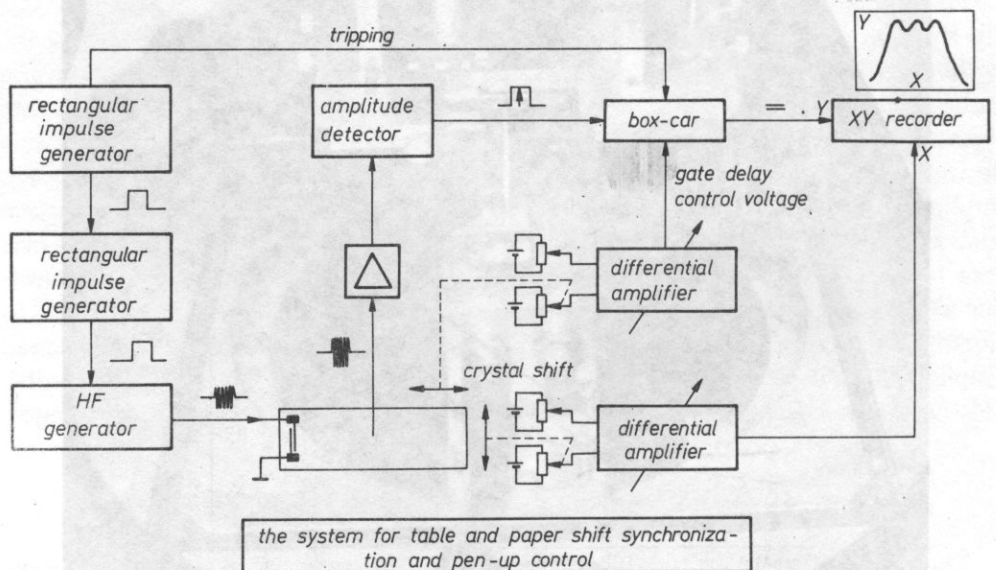 tripping
Y
X
rectangular
impulse
generator
amplitude
detector
box-car
Y
XY recorder
X
gate delay
control voltage
rectangular
impulse
generator
differential
amplifier
crystal shift
HF
generator
differential
amplifier
the system for table and paper shift synchroniza-
tion and pen-up control